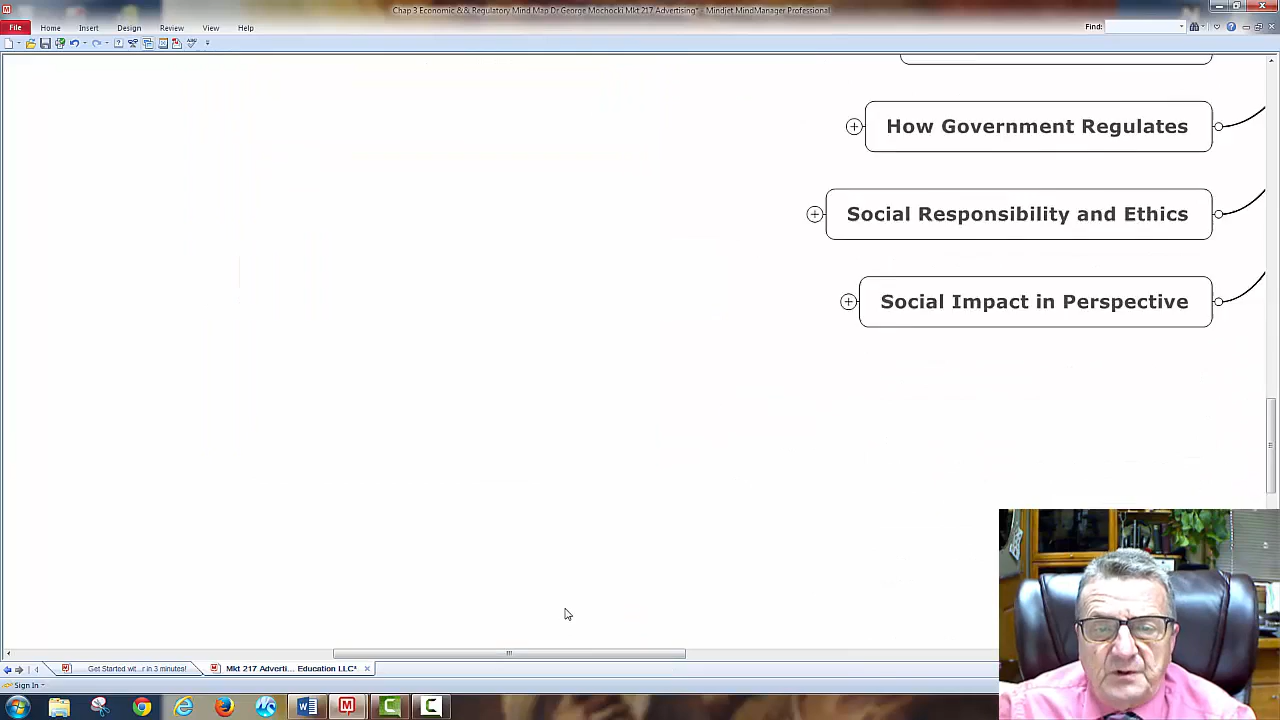 Chap 3 Economic && Regulatory Mind Map Dr George Mochocki Mkt 217 Advertising* - Mindjet MindManager Professional
File Home Insert Design Review View Help
Find:
How Government Regulates
Social Responsibility and Ethics
Social Impact in Perspective
Get Started wit...r in 3 minutes!
Mkt 217 Adverti... Education LLC*
Sign In